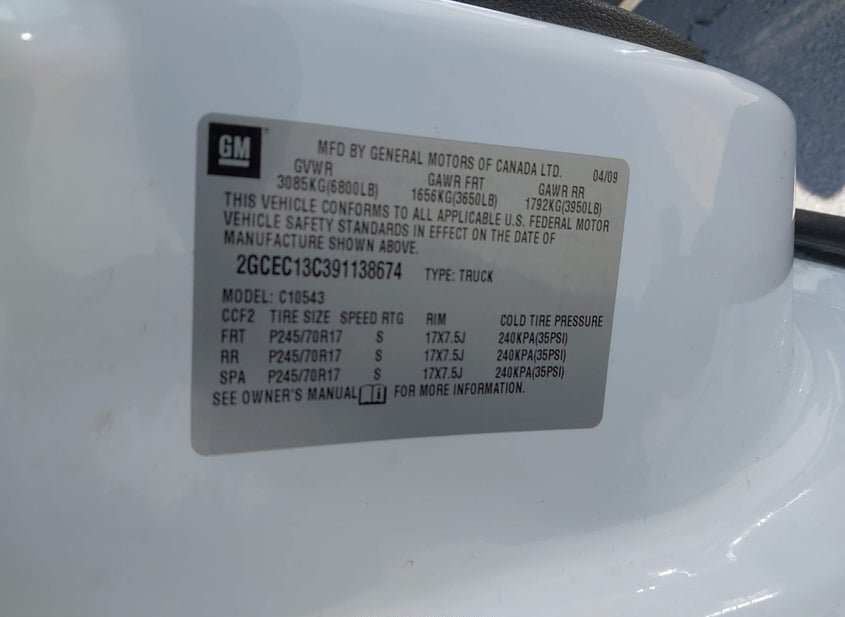 GM
MFD BY GENERAL MOTORS OF CANADA LTD. 04/09
GVWR GAWR FRT GAWR RR
3085KG(6800LB) 1656KG(3650LB) 1792KG(3950LB)
THIS VEHICLE CONFORMS TO ALL APPLICABLE U.S. FEDERAL MOTOR
VEHICLE SAFETY STANDARDS IN EFFECT ON THE DATE OF
MANUFACTURE SHOWN ABOVE.
2GCEC13C391138674 TYPE: TRUCK
MODEL: C10543
CCF2 TIRE SIZE SPEED RTG RIM COLD TIRE PRESSURE
FRT P245/70R17 S 17X7.5J 240KPA(35PSI)
RR P245/70R17 S 17X7.5J 240KPA(35PSI)
SPA P245/70R17 S 17X7.5J 240KPA(35PSI)
SEE OWNER'S MANUAL i FOR MORE INFORMATION.